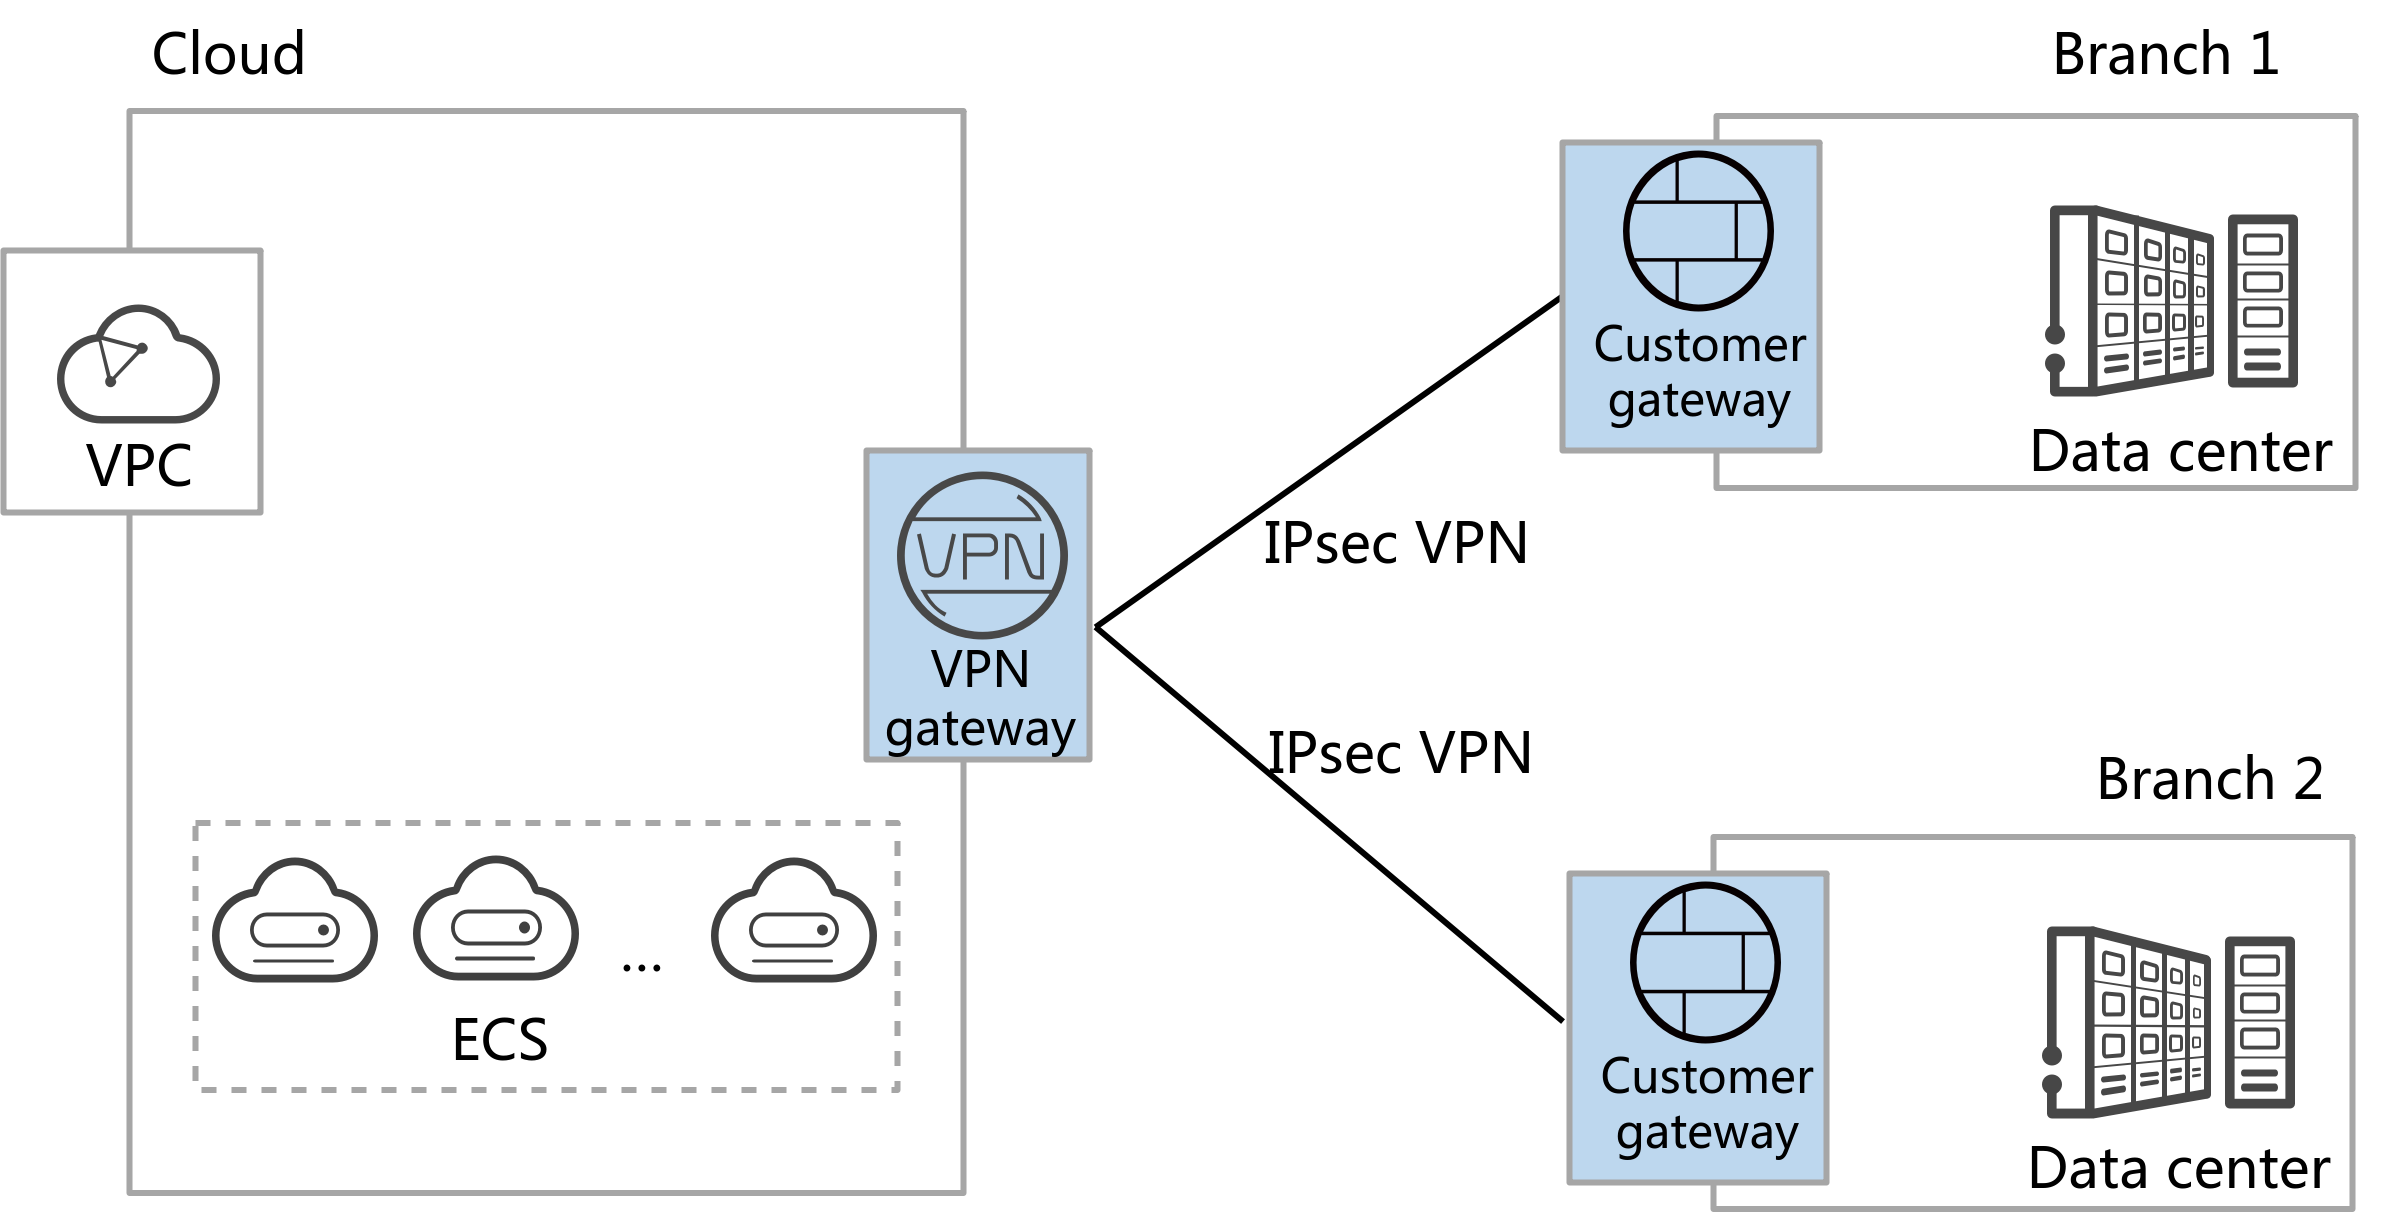 Cloud
Branch 1
VPC
Customer
gateway
Data center
IPsec VPN
VPN
VPN
gateway
IPsec VPN
Branch 2
...
ECS
Customer
gateway
Data center